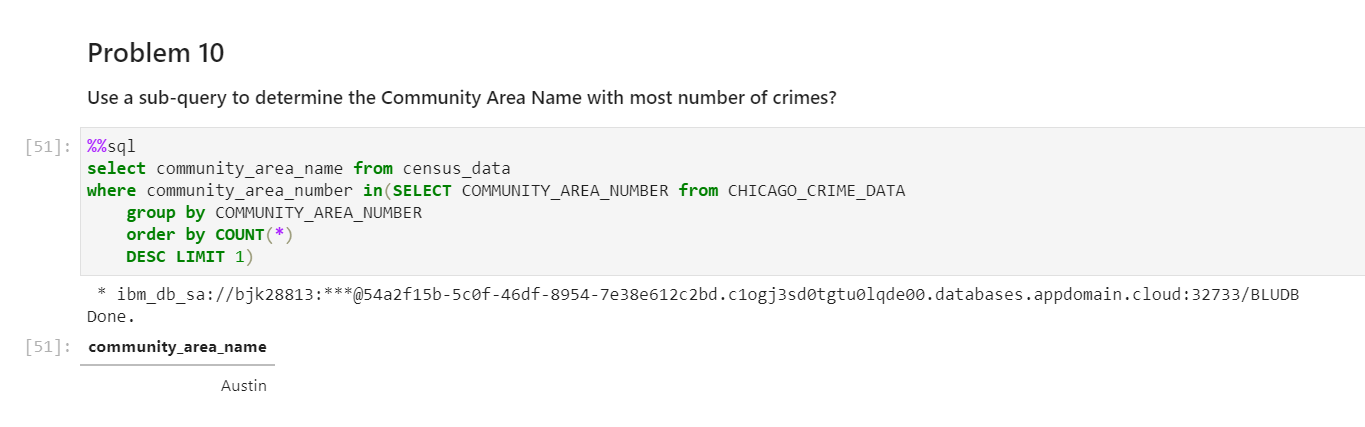 Problem 10
Use a sub-query to determine the Community Area Name with most number of crimes?
[51]: %%sql
select community_area_name from census_data
where community_area_number in(SELECT COMMUNITY_AREA_NUMBER from CHICAGO_CRIME_DATA
group by COMMUNITY_AREA_NUMBER
order by COUNT(*)
DESC LIMIT 1)
* ibm_db_sa://bjk28813:***@54a2f15b-5c0f-46df-8954-7e38e612c2bd.c1ogj3sd0tgtu0lqde00.databases.appdomain.cloud:32733/BLUDB
Done.
[51]: community_area_name
Austin